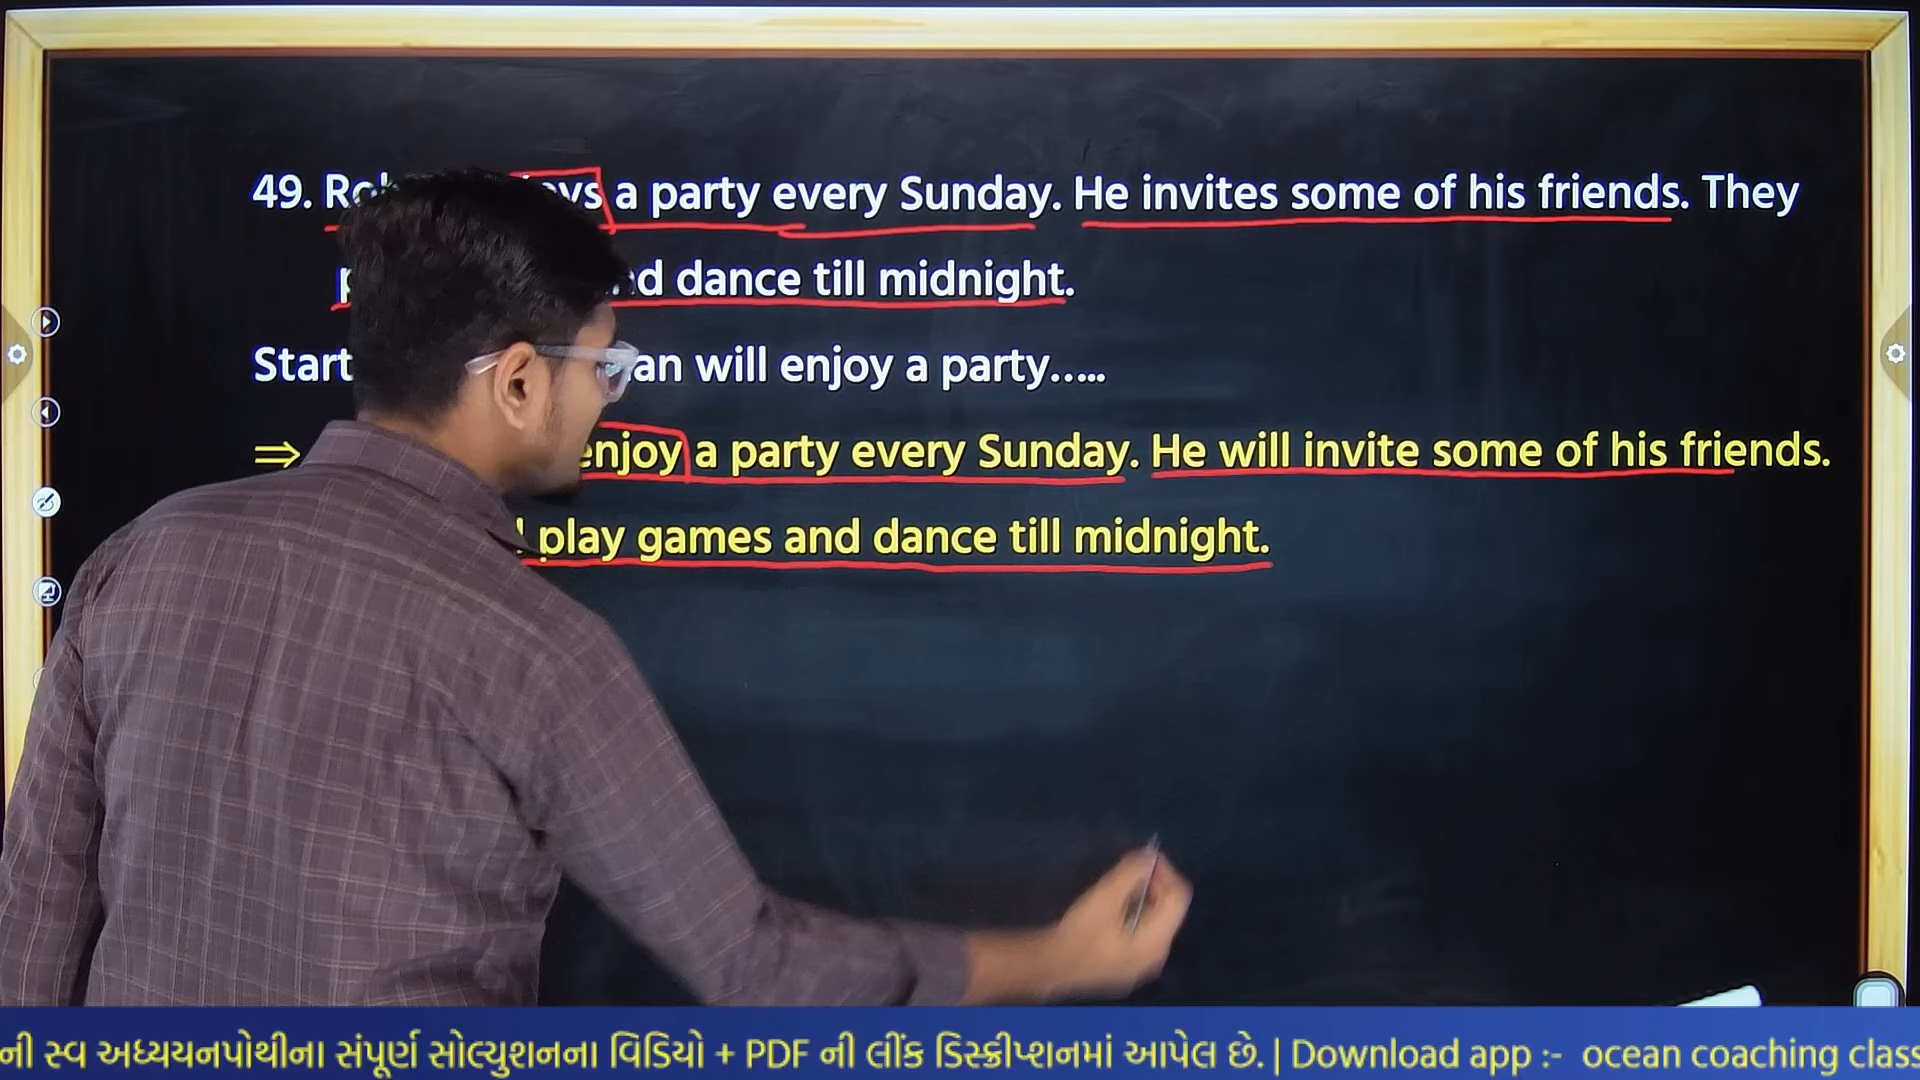 49. a party every Sunday. He invites some of his friends. They
dance till midnight.
Start will enjoy a party.....
⇒ enjoy a party every Sunday. He will invite some of his friends.
play games and dance till midnight.
ની સ્વ અધ્યયનપોથીના સંપૂર્ણ સોલ્યુશનના વિડિયો + PDF ની લીંક ડિસ્ક્રીપ્શનમાં આપેલ છે. | Download app :- ocean coaching class